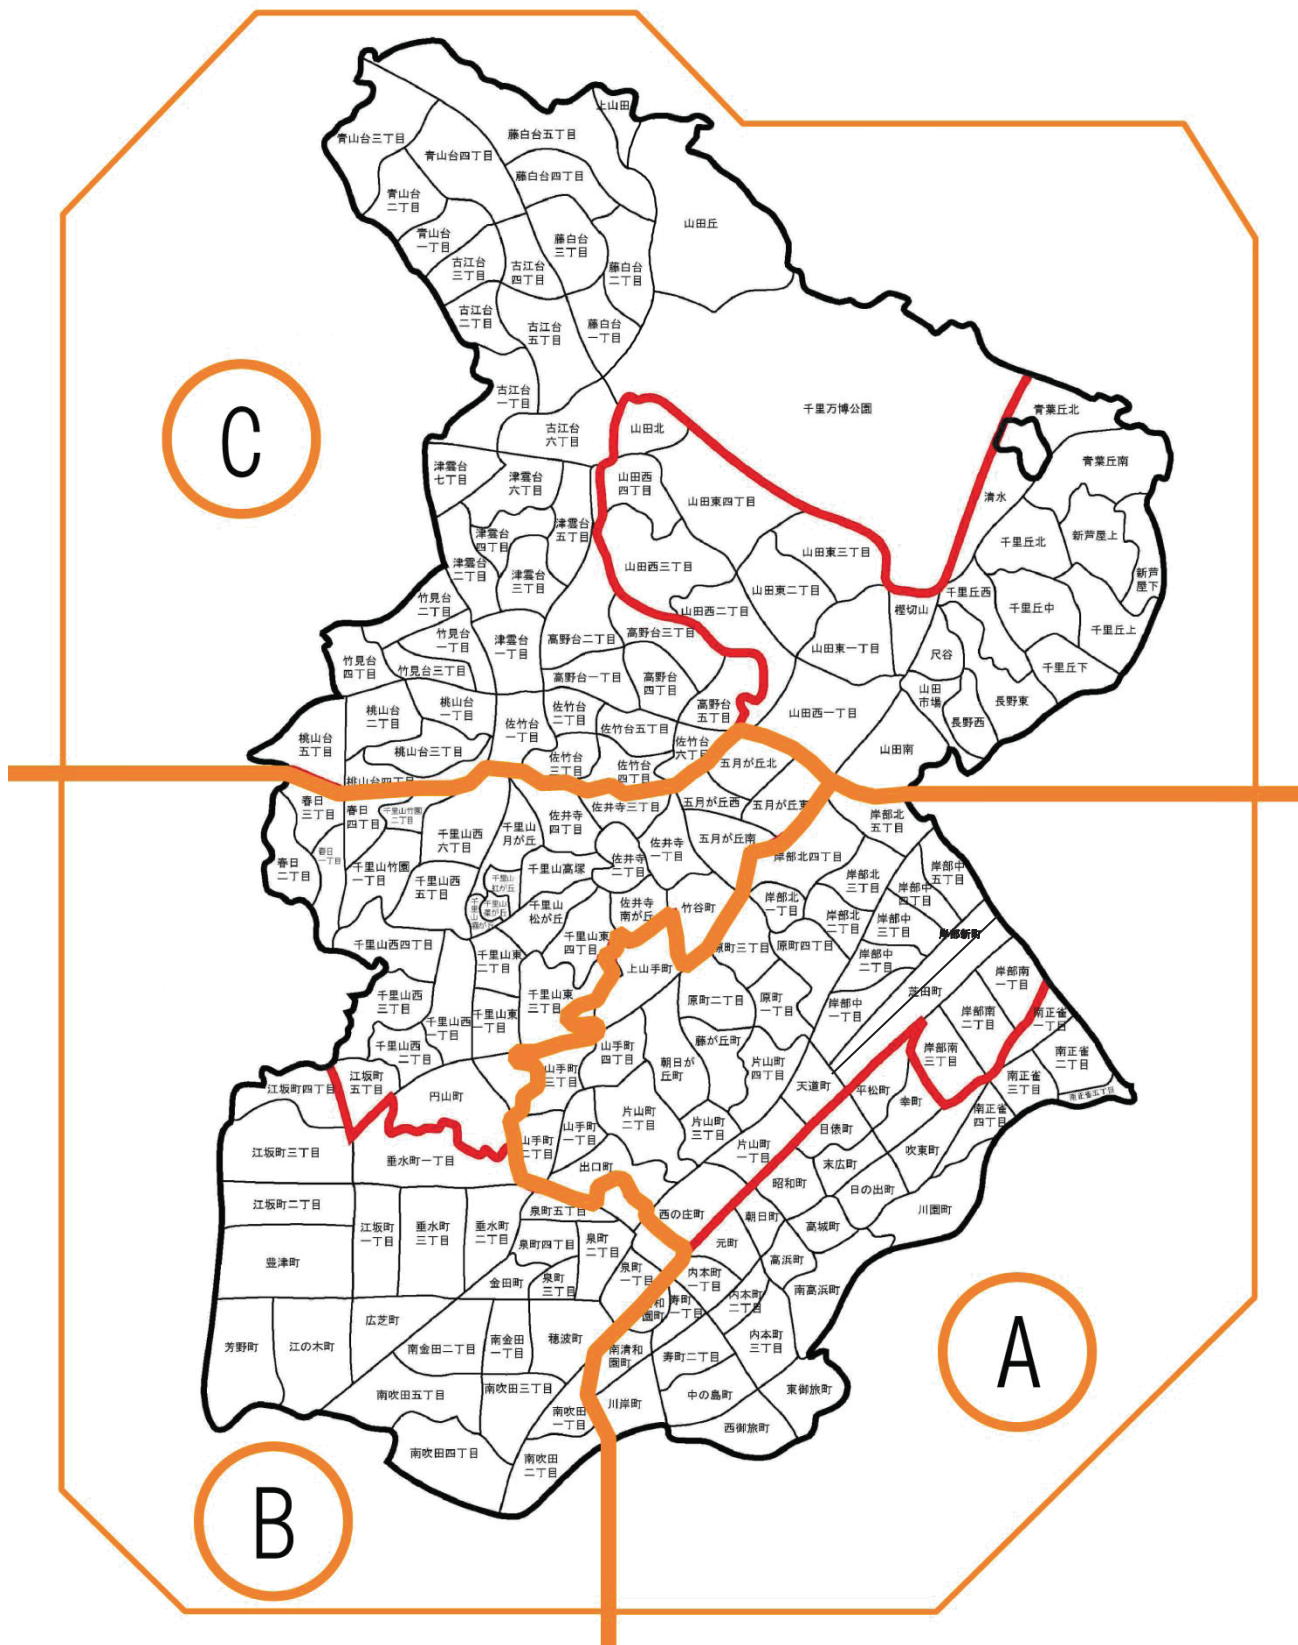 上山田
青山台三丁目
青山台四丁目
藤白台五丁目
藤白台四丁目
青山台
二丁目
山田丘
青山台
一丁目
藤白台
三丁目
古江台
三丁目
古江台
四丁目
藤白台
二丁目
古江台
二丁目
古江台
五丁目
藤白台
一丁目
古江台
一丁目
千里万博公園
青葉丘北
古江台
六丁目
山田北
C
津雲台
七丁目
津雲台
六丁目
山田西
四丁目
青葉丘南
山田東四丁目
清水
津雲台
五丁目
津雲台
四丁目
千里丘北
新芦屋上
山田東三丁目
津雲台
二丁目
津雲台
三丁目
山田西三丁目
山田東二丁目
新芦
屋下
千里丘西
竹見台
二丁目
山田西二丁目
樫切山
千里丘中
千里丘上
竹見台
一丁目
津雲台
一丁目
高野台二丁目
高野台三丁目
山田東一丁目
尺谷
千里丘下
竹見台
四丁目
竹見台三丁目
高野台一丁目
高野台
四丁目
山田
市場
長野東
長野西
桃山台
二丁目
桃山台
一丁目
佐竹台
二丁目
高野台
五丁目
山田西一丁目
佐竹台
一丁目
佐竹台五丁目
桃山台
五丁目
桃山台三丁目
佐竹台
六丁目
山田南
佐竹台
三丁目
佐竹台
四丁目
五月が丘北
桃山台四丁目
春日
三丁目
春日
四丁目
千里山竹園
二丁目
千里山西
六丁目
千里山
月が丘
佐井寺
四丁目
佐井寺三丁目
五月が丘西
五月が丘東
岸部北
五丁目
五月が丘南
春日
一丁目
春日
二丁目
千里山竹園
一丁目
千里山西
五丁目
千里山高塚
佐井寺
二丁目
佐井寺
一丁目
岸部北四丁目
岸部北
三丁目
岸部中
五丁目
岸部中
四丁目
千里山
虹が丘
千里山
星が丘
千里山
霧が丘
千里山
松が丘
佐井寺
南が丘
竹谷町
岸部北
一丁目
岸部北
二丁目
岸部中
三丁目
岸部新町
千里山西四丁目
千里山東
四丁目
千里山東
二丁目
原町三丁目
原町四丁目
岸部中
二丁目
上山手町
岸部南
一丁目
千里山西
三丁目
千里山東
三丁目
原町二丁目
原町
一丁目
岸部中
一丁目
芝田町
千里山西
一丁目
千里山東
一丁目
岸部南
二丁目
南正雀
一丁目
千里山西
二丁目
山手町
四丁目
藤が丘町
岸部南
三丁目
南正雀
二丁目
江坂町四丁目
江坂町
五丁目
山手町
三丁目
朝日が
丘町
片山町
四丁目
天道町
平松町
南正雀
三丁目
南正雀五丁目
円山町
幸町
南正雀
四丁目
片山町
二丁目
片山町
三丁目
目俵町
江坂町三丁目
垂水町一丁目
山手町
二丁目
山手町
一丁目
片山町
一丁目
吹東町
出口町
末広町
昭和町
日の出町
江坂町二丁目
泉町五丁目
西の庄町
朝日町
高城町
川園町
江坂町
一丁目
垂水町
三丁目
垂水町
二丁目
泉町四丁目
泉町
二丁目
元町
高浜町
豊津町
金田町
泉町
三丁目
泉町
一丁目
内本町
一丁目
内本町
二丁目
南高浜町
寿町
一丁目
広芝町
芳野町
江の木町
南金田二丁目
南金田
一丁目
穂波町
南清和
園町
寿町二丁目
内本町
三丁目
A
南吹田五丁目
南吹田三丁目
中の島町
東御旅町
南吹田
一丁目
川岸町
西御旅町
南吹田四丁目
南吹田
二丁目
B